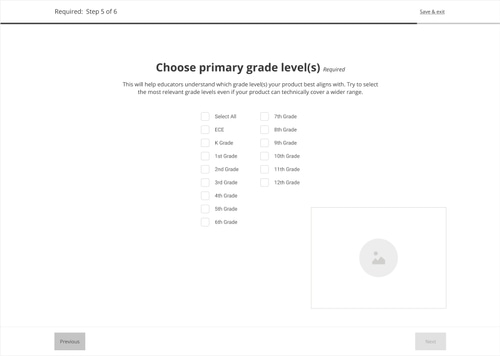 Required: Step 5 of 6
Save & exit
Choose primary grade level(s) Required
This will help educators understand which grade level(s) your product best aligns with. Try to select
the most relevant grade levels even if your product can technically cover a wider range.
Select All
ECE
K Grade
1st Grade
2nd Grade
3rd Grade
4th Grade
5th Grade
6th Grade
7th Grade
8th Grade
9th Grade
10th Grade
11th Grade
12th Grade
Previous
Next